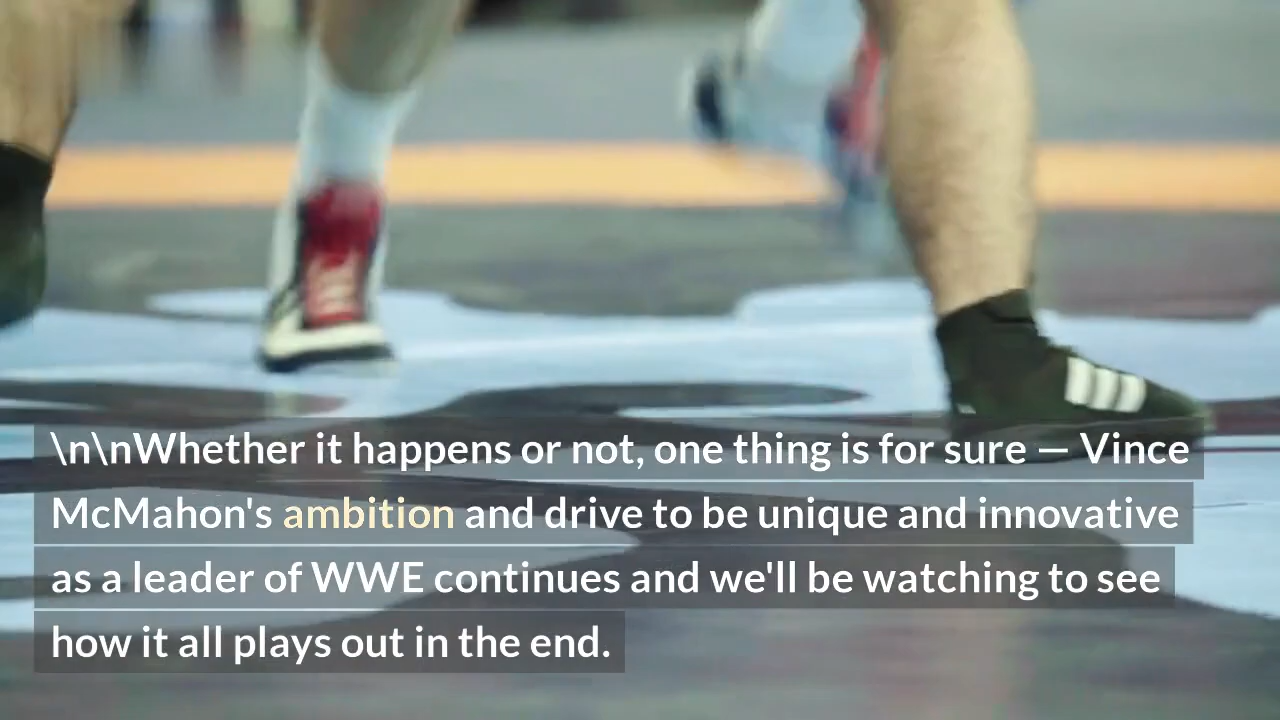 \n\nWhether it happens or not, one thing is for sure — Vince
McMahon's ambition and drive to be unique and innovative
as a leader of WWE continues and we'll be watching to see
how it all plays out in the end.